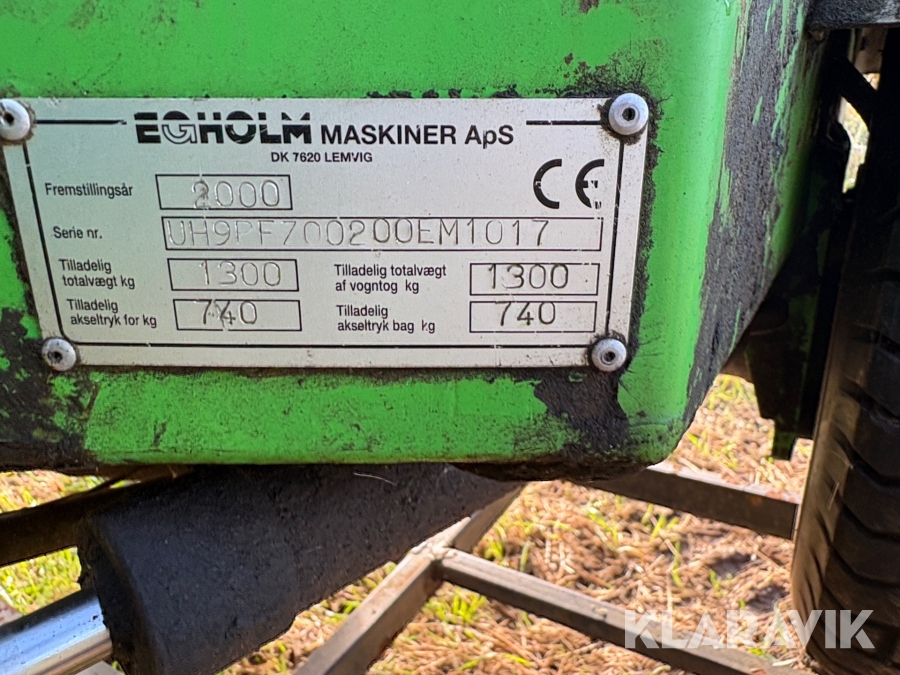 EGHOLM MASKINER ApS
DK 7620 LEMVIG
CE
Fremstillingsår 2000
Serie nr. UH9PF700200EM1017
Tilladelig totalvægt kg 1300
Tilladelig totalvægt af vogntog kg 1300
Tilladelig akseltryk for kg 740
Tilladelig akseltryk bag kg 740
KLARAVIK